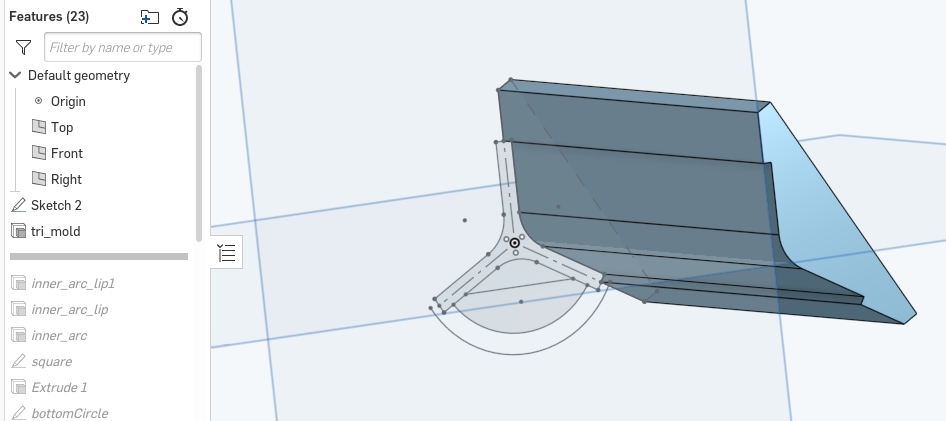 Features (23)
Filter by name or type
Default geometry
Origin
Top
Front
Right
Sketch 2
tri_mold
inner_arc_lip1
inner_arc_lip
inner_arc
square
Extrude 1
bottomCircle